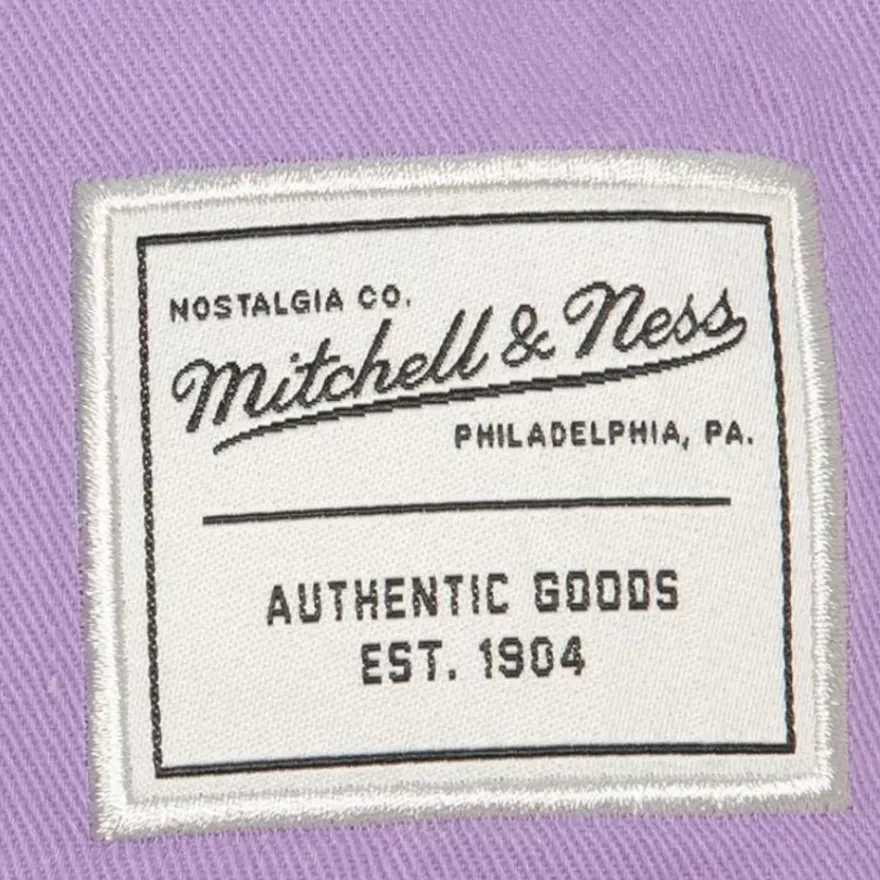 NOSTALGIA CO.
Mitchell & Ness
PHILADELPHIA, PA.
AUTHENTIC GOODS
EST. 1904